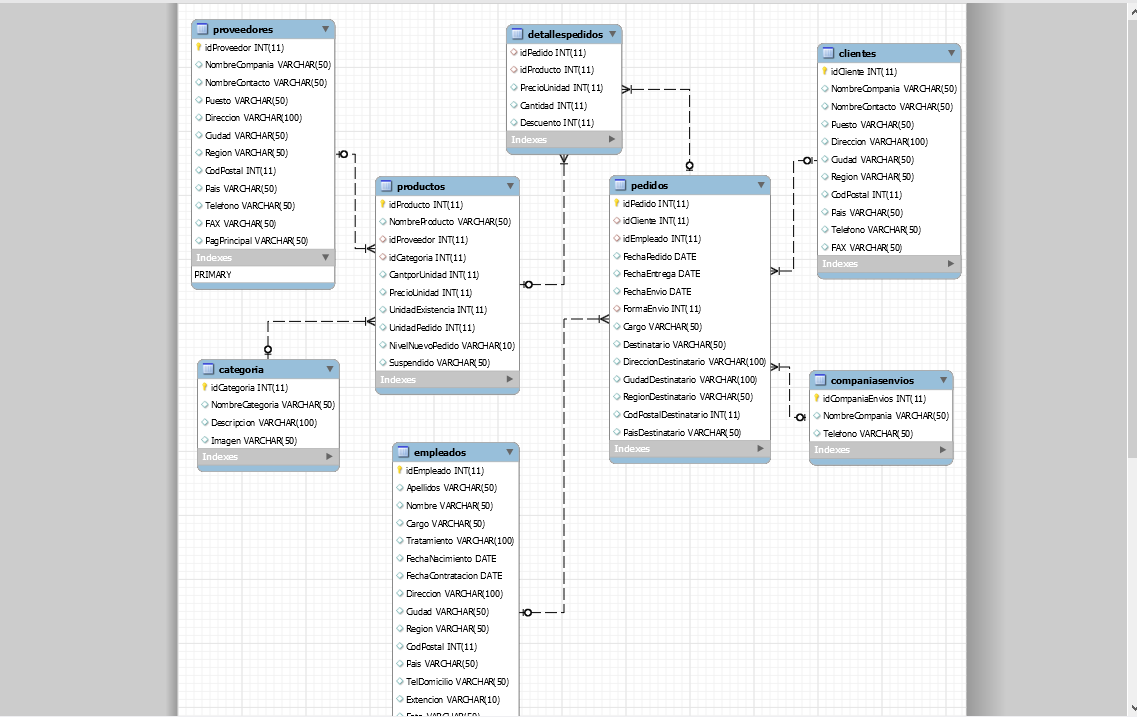 proveedores
idProveedor INT(11)
NombreCompania VARCHAR(50)
NombreContacto VARCHAR(50)
Puesto VARCHAR(50)
Direccion VARCHAR(100)
Ciudad VARCHAR(50)
Region VARCHAR(50)
CodPostal INT(11)
Pais VARCHAR(50)
Telefono VARCHAR(50)
FAX VARCHAR(50)
PagPrincipal VARCHAR(50)
Indexes
PRIMARY
detallespedidos
idPedido INT(11)
idProducto INT(11)
PrecioUnidad INT(11)
Cantidad INT(11)
Descuento INT(11)
Indexes
clientes
idCliente INT(11)
NombreCompania VARCHAR(50)
NombreContacto VARCHAR(50)
Puesto VARCHAR(50)
Direccion VARCHAR(100)
Ciudad VARCHAR(50)
Region VARCHAR(50)
CodPostal INT(11)
Pais VARCHAR(50)
Telefono VARCHAR(50)
FAX VARCHAR(50)
Indexes
productos
idProducto INT(11)
NombreProducto VARCHAR(50)
idProveedor INT(11)
idCategoria INT(11)
CantporUnidad INT(11)
PrecioUnidad INT(11)
UnidadExistencia INT(11)
UnidadPedido INT(11)
NivelNuevoPedido VARCHAR(10)
Suspendido VARCHAR(50)
Indexes
pedidos
idPedido INT(11)
idCliente INT(11)
idEmpleado INT(11)
FechaPedido DATE
FechaEntrega DATE
FechaEnvio DATE
FormaEnvio INT(11)
Cargo VARCHAR(50)
Destinatario VARCHAR(50)
DireccionDestinatario VARCHAR(100)
CiudadDestinatario VARCHAR(100)
RegionDestinatario VARCHAR(50)
CodPostalDestinatario INT(11)
PaisDestinatario VARCHAR(50)
Indexes
categoria
idCategoria INT(11)
NombreCategoria VARCHAR(50)
Descripcion VARCHAR(100)
Imagen VARCHAR(50)
Indexes
companiasenvios
idCompaniaEnvios INT(11)
NombreCompania VARCHAR(50)
Telefono VARCHAR(50)
Indexes
empleados
idEmpleado INT(11)
Apellidos VARCHAR(50)
Nombre VARCHAR(50)
Cargo VARCHAR(50)
Tratamiento VARCHAR(100)
FechaNacimiento DATE
FechaContratacion DATE
Direccion VARCHAR(100)
Ciudad VARCHAR(50)
Region VARCHAR(50)
CodPostal INT(11)
Pais VARCHAR(50)
TelDomicilio VARCHAR(50)
Extencion VARCHAR(10)